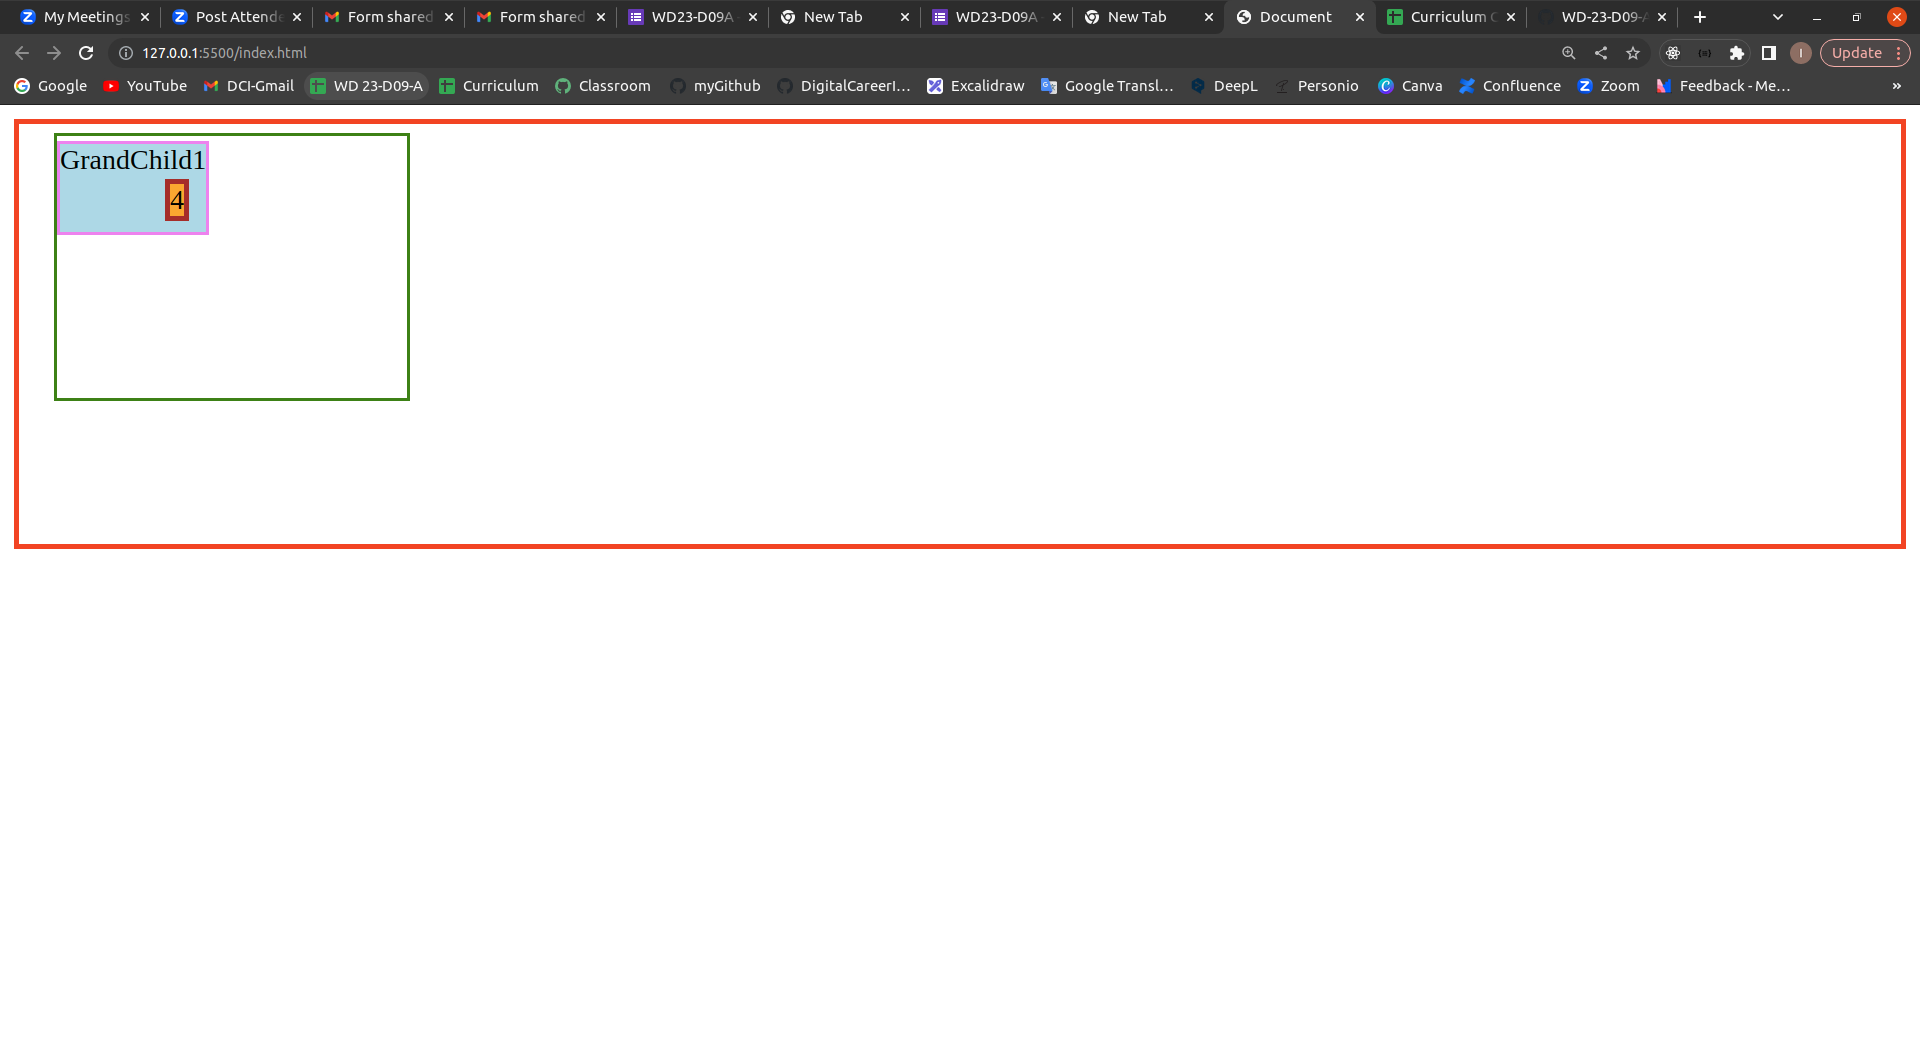 My Meetings
Post Attende
Form shared
Form shared
WD23-D09A -
New Tab
WD23-D09A -
New Tab
Document
Curriculum C
WD-23-D09-A
127.0.0.1:5500/index.html
Update
Google
YouTube
DCI-Gmail
WD 23-D09-A
Curriculum
Classroom
myGithub
DigitalCareerI...
Excalidraw
Google Transl...
DeepL
Personio
Canva
Confluence
Zoom
Feedback - Me...
»
GrandChild1
4